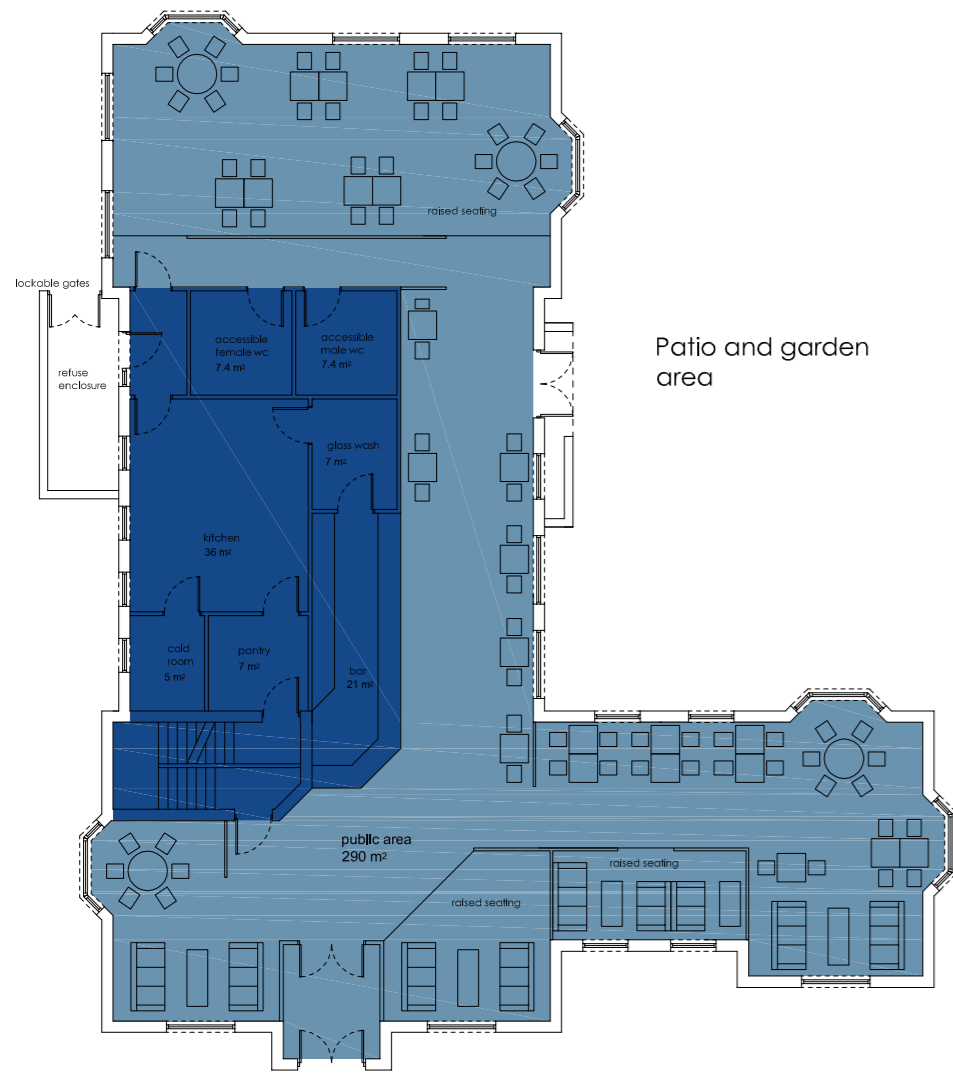 raised seating
lockable gates
accessible
female wc
7.4 m²
accessible
male wc
7.4 m²
Patio and garden
area
refuse
enclosure
glass wash
7 m²
kitchen
36 m²
cold
room
5 m²
pantry
7 m²
bar
21 m²
public area
290 m²
raised seating
raised seating